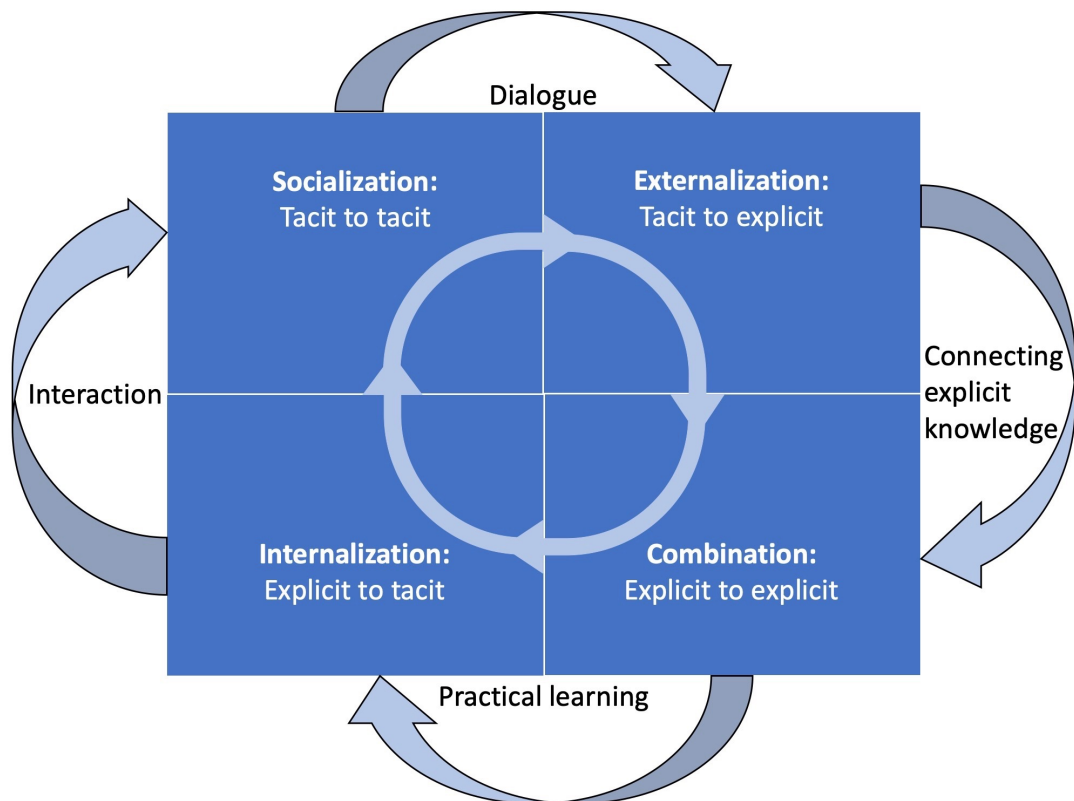 Dialogue
Socialization:
Tacit to tacit
Externalization:
Tacit to explicit
Interaction
Connecting
explicit
knowledge
Internalization:
Explicit to tacit
Combination:
Explicit to explicit
Practical learning